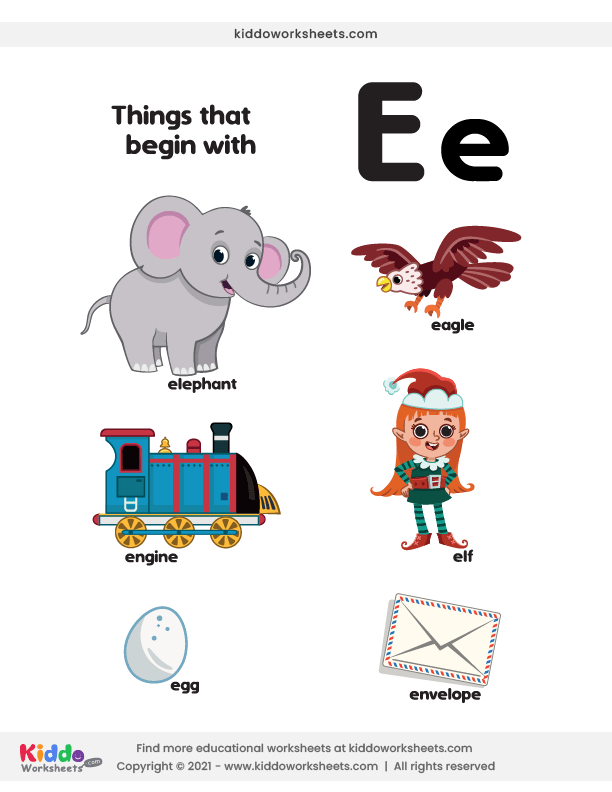 kiddoworksheets.com
Things that
begin with
E e
elephant
eagle
engine
elf
egg
envelope
Kiddo
Worksheets .com
Find more educational worksheets at kiddoworksheets.com
Copyright © 2021 - www.kiddoworksheets.com | All rights reserved